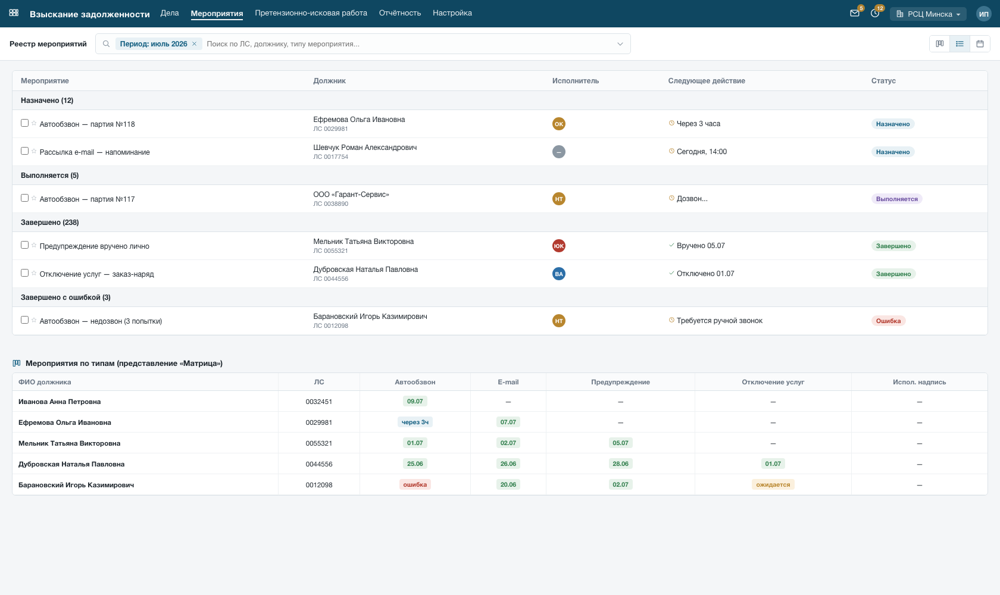 Взыскание задолженности Дела Мероприятия Претензионно-исковая работа Отчётность Настройка 5 12 РСЦ Минска ИП
Реестр мероприятий Период: июль 2026 × Поиск по ЛС, должнику, типу мероприятия...
Мероприятие Должник Исполнитель Следующее действие Статус
Назначено (12)
Автообзвон — партия №118 Ефремова Ольга Ивановна ОК Через 3 часа Назначено
ЛС 0029981
Рассылка e-mail — напоминание Шевчук Роман Александрович — Сегодня, 14:00 Назначено
ЛС 0017754
Выполняется (5)
Автообзвон — партия №117 ООО «Гарант-Сервис» НТ Дозвон... Выполняется
ЛС 0038890
Завершено (238)
Предупреждение вручено лично Мельник Татьяна Викторовна ЮК Вручено 05.07 Завершено
ЛС 0055321
Отключение услуг — заказ-наряд Дубровская Наталья Павловна ВА Отключено 01.07 Завершено
ЛС 0044556
Завершено с ошибкой (3)
Автообзвон — недозвон (3 попытки) Барановский Игорь Казимирович НТ Требуется ручной звонок Ошибка
ЛС 0012098
Мероприятия по типам (представление «Матрица»)
ФИО должника ЛС Автообзвон E-mail Предупреждение Отключение услуг Испол. надпись
Иванова Анна Петровна 0032451 09.07 — — — —
Ефремова Ольга Ивановна 0029981 через 3ч 07.07 — — —
Мельник Татьяна Викторовна 0055321 01.07 02.07 05.07 — —
Дубровская Наталья Павловна 0044556 25.06 26.06 28.06 01.07 —
Барановский Игорь Казимирович 0012098 ошибка 20.06 02.07 ожидается —